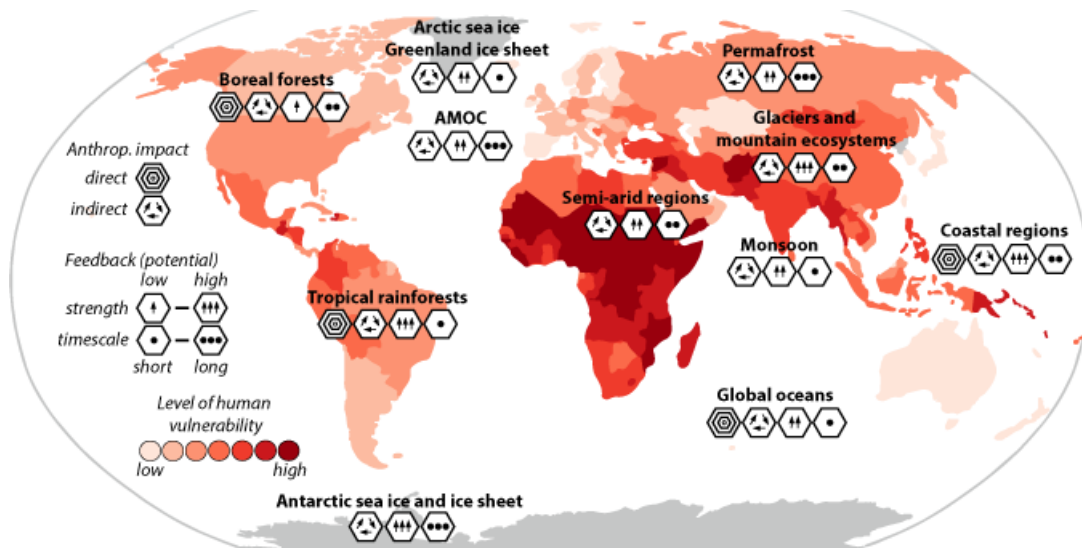 Arctic sea ice
Greenland ice sheet
Permafrost
Boreal forests
AMOC
Glaciers and
mountain ecosystems
Anthrop. impact
direct
indirect
Semi-arid regions
Coastal regions
Monsoon
Feedback (potential)
low high
strength
timescale
short long
Tropical rainforests
Global oceans
Level of human
vulnerability
low high
Antarctic sea ice and ice sheet